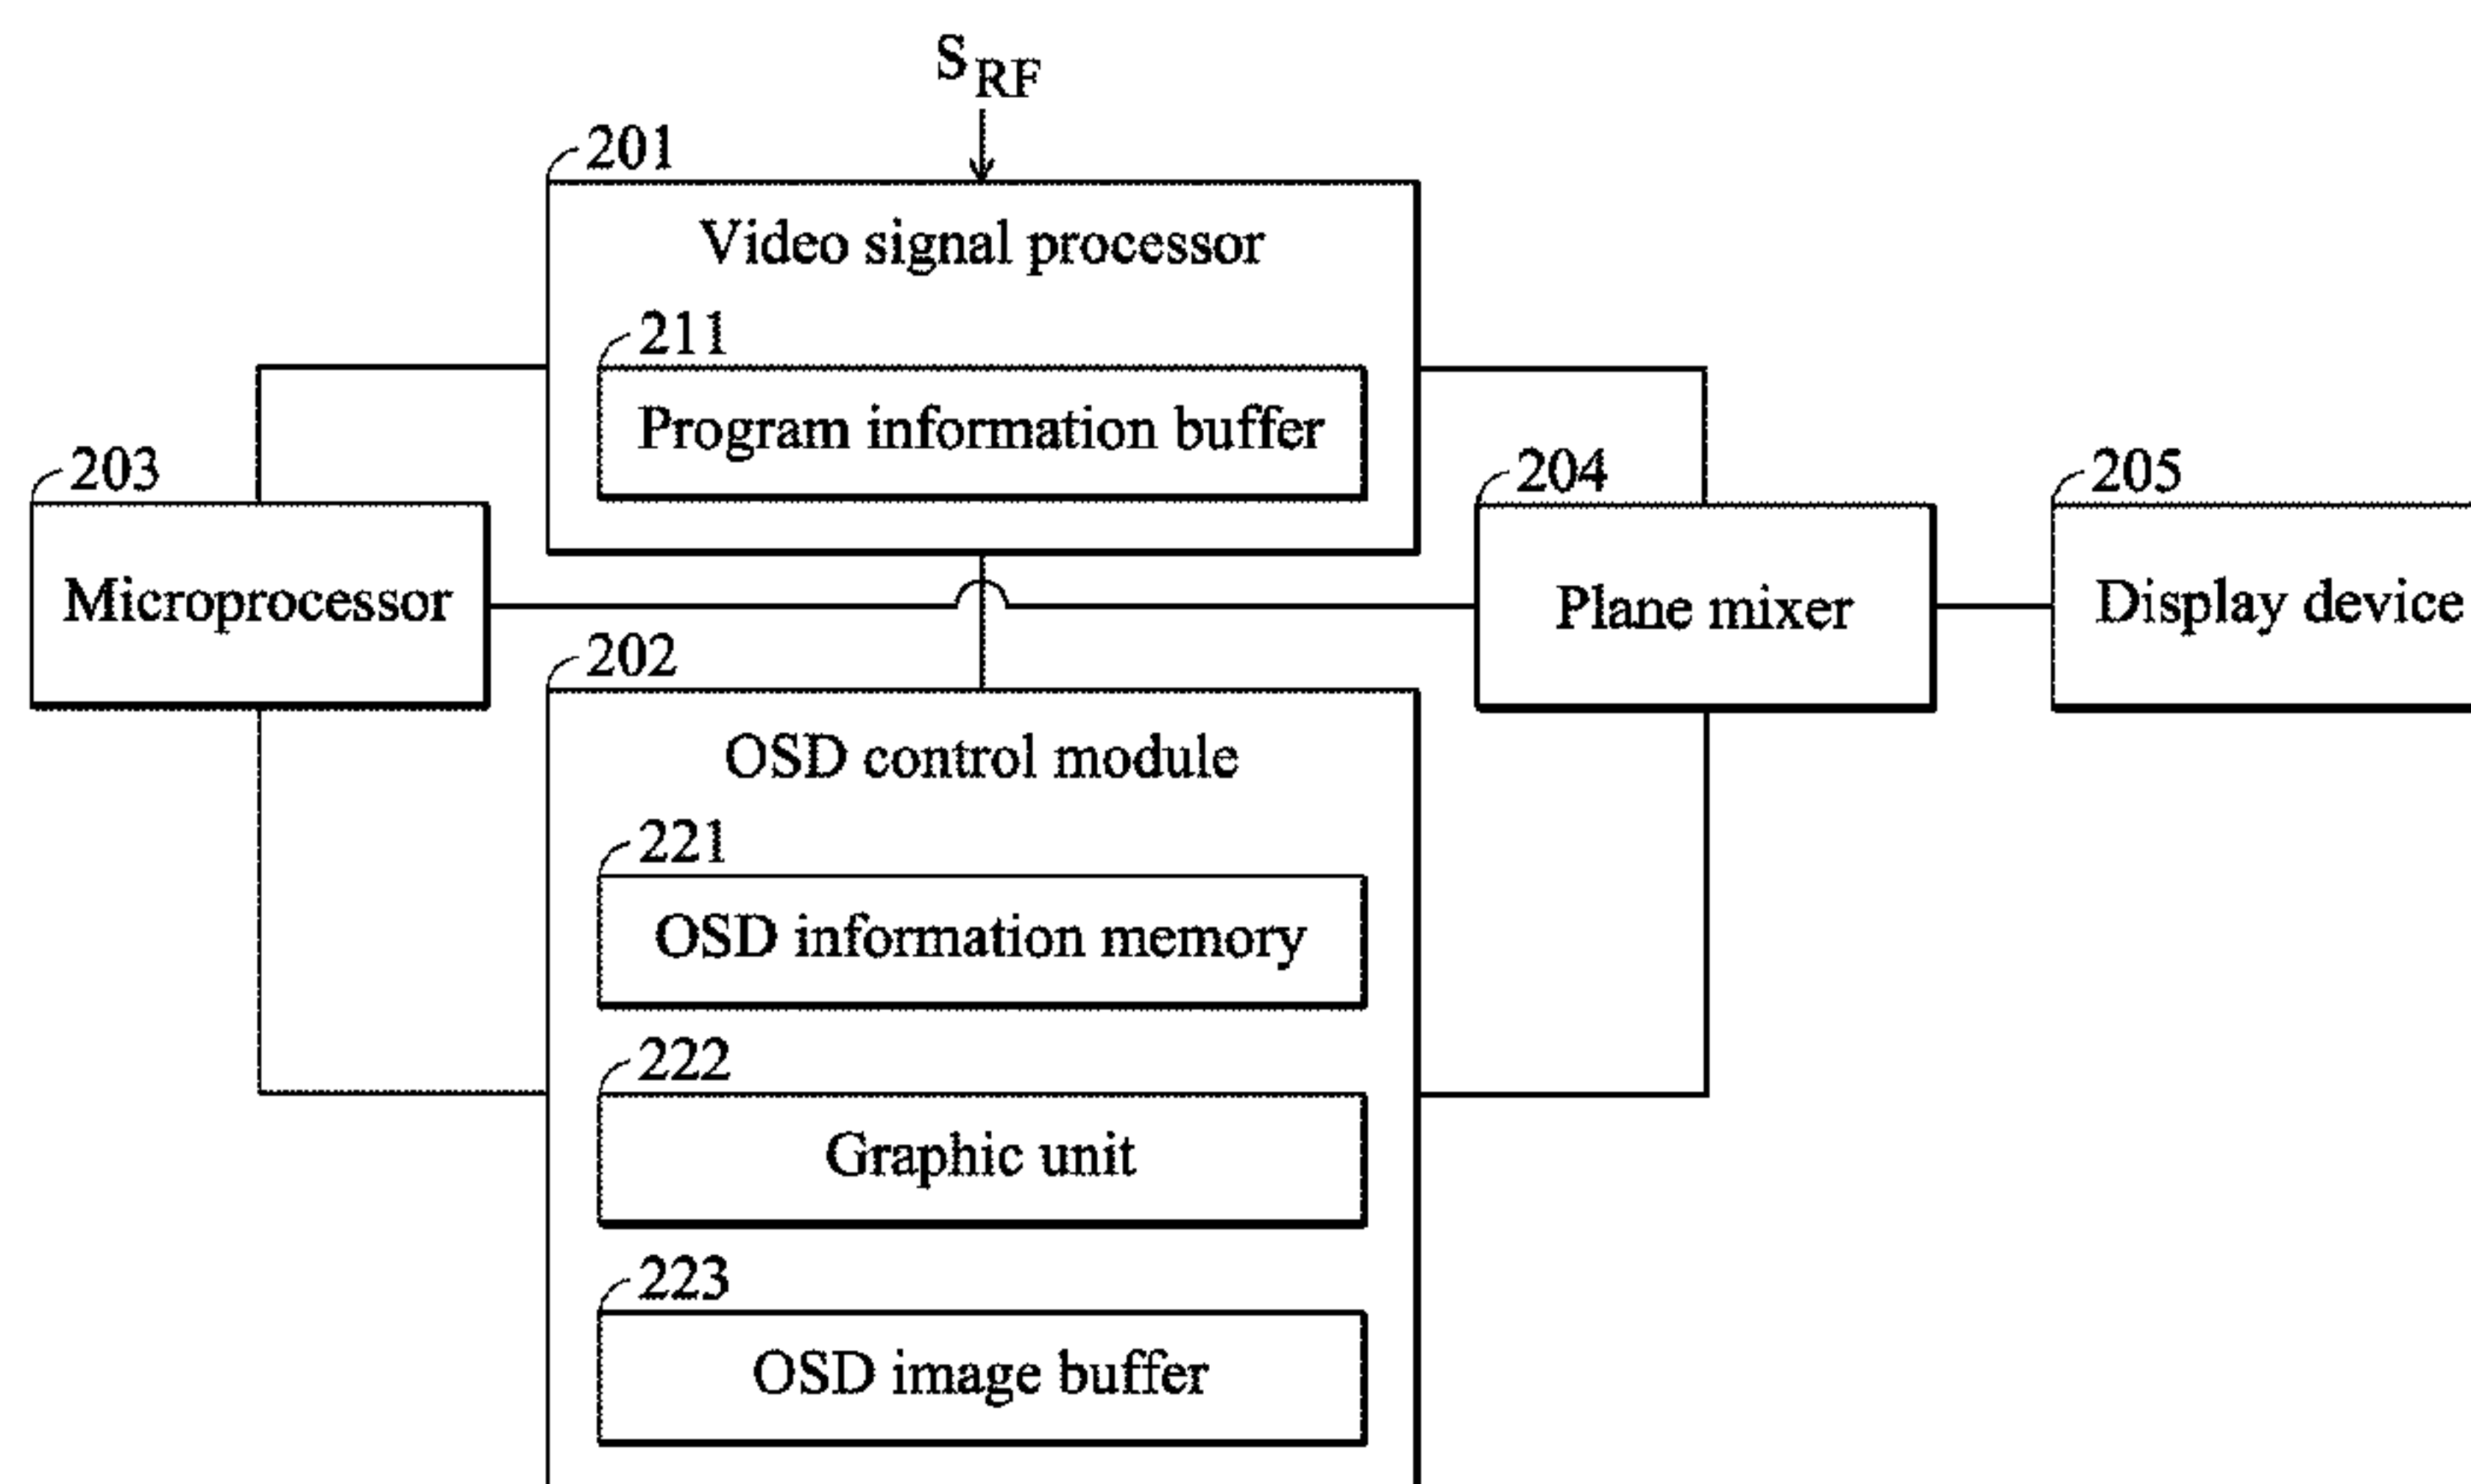 SRF
201
Video signal processor
211
Program information buffer
203
Microprocessor
204
Plane mixer
205
Display device
202
OSD control module
221
OSD information memory
222
Graphic unit
223
OSD image buffer